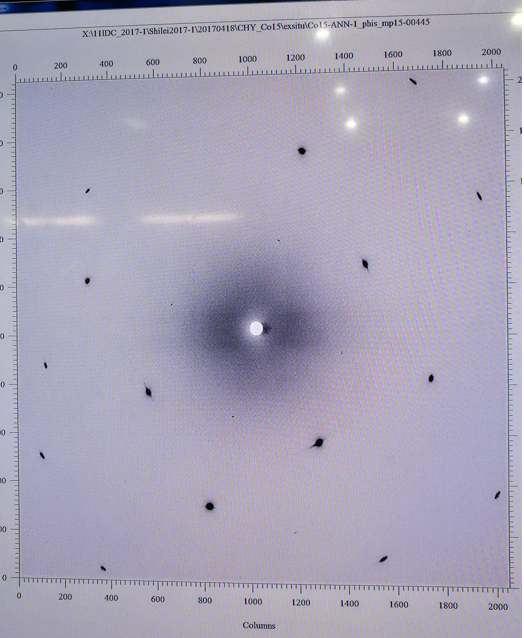 X:\11HDC_2017-1\Shilei2017-1\20170418\CHY_Co15\exsitu\Co15-ANN-1_phis_mp15-00445
0 200 400 600 800 1000 1200 1400 1600 1800 2000
0 200 400 600 800 1000 1200 1400 1600 1800 2000
Columns